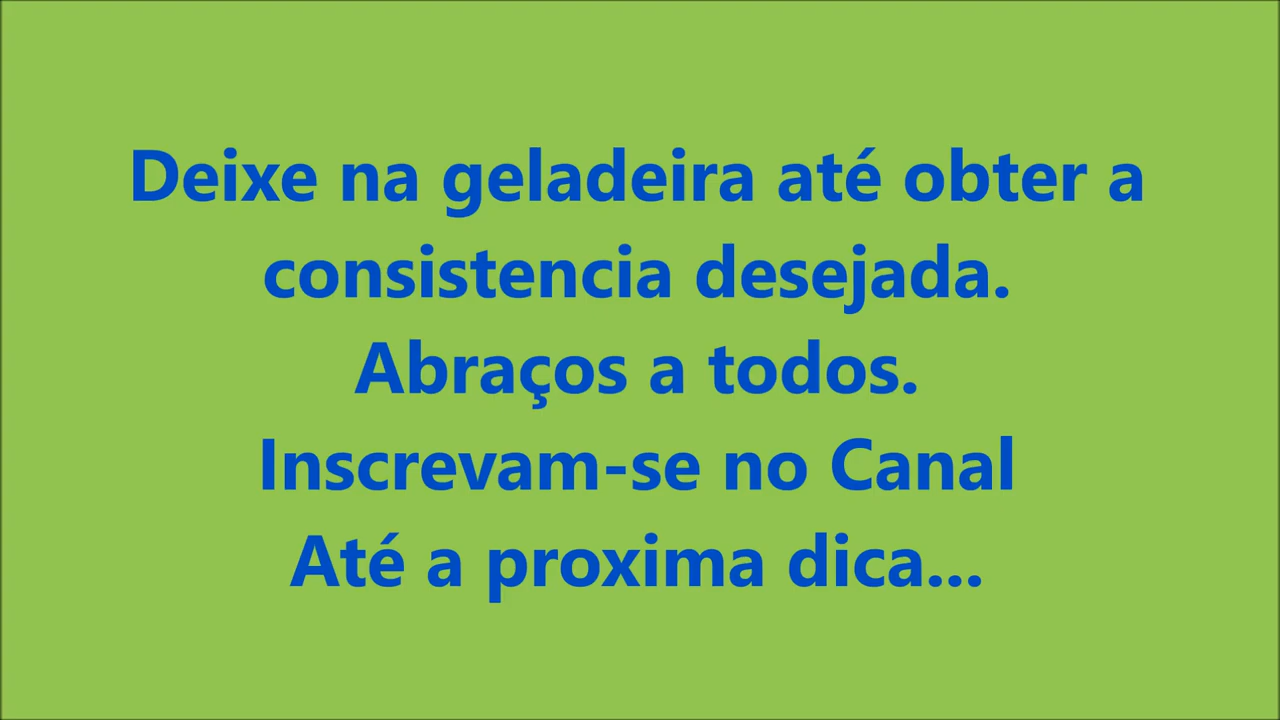 Deixe na geladeira até obter a
consistencia desejada.
Abraços a todos.
Inscrevam-se no Canal
Até a proxima dica...